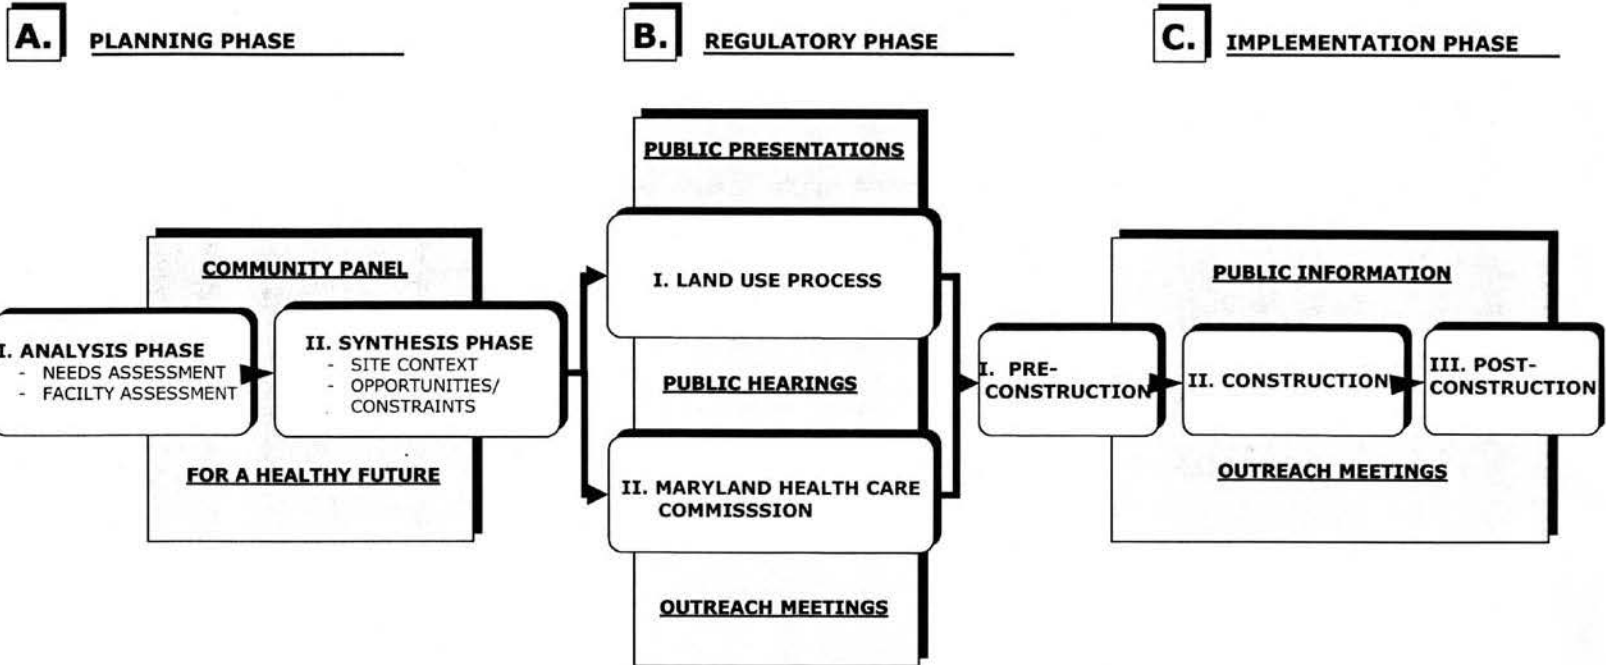 A. PLANNING PHASE
COMMUNITY PANEL
I. ANALYSIS PHASE
- NEEDS ASSESSMENT
- FACILTY ASSESSMENT
II. SYNTHESIS PHASE
- SITE CONTEXT
- OPPORTUNITIES/
CONSTRAINTS
FOR A HEALTHY FUTURE
B. REGULATORY PHASE
PUBLIC PRESENTATIONS
I. LAND USE PROCESS
PUBLIC HEARINGS
II. MARYLAND HEALTH CARE
COMMISSSION
OUTREACH MEETINGS
C. IMPLEMENTATION PHASE
PUBLIC INFORMATION
I. PRE-
CONSTRUCTION
II. CONSTRUCTION
III. POST-
CONSTRUCTION
OUTREACH MEETINGS